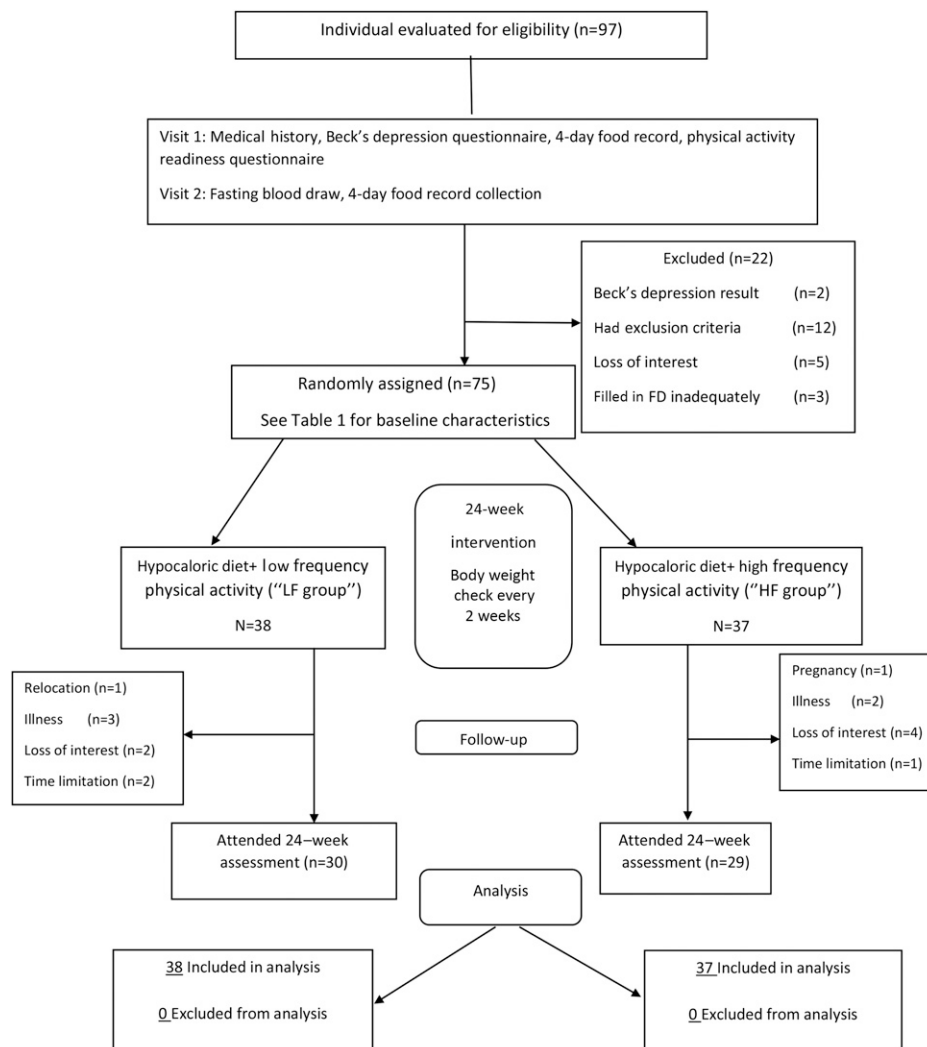 Individual evaluated for eligibility (n=97)
Visit 1: Medical history, Beck's depression questionnaire, 4-day food record, physical activity
readiness questionnaire
Visit 2: Fasting blood draw, 4-day food record collection
Excluded (n=22)
Beck's depression result (n=2)
Had exclusion criteria (n=12)
Loss of interest (n=5)
Filled in FD inadequately (n=3)
Randomly assigned (n=75)
See Table 1 for baseline characteristics
24-week
intervention
Body weight
check every
2 weeks
Hypocaloric diet+ low frequency
physical activity (“LF group”)
N=38
Hypocaloric diet+ high frequency
physical activity (“HF group”)
N=37
Relocation (n=1)
Illness (n=3)
Loss of interest (n=2)
Time limitation (n=2)
Follow-up
Pregnancy (n=1)
Illness (n=2)
Loss of interest (n=4)
Time limitation (n=1)
Attended 24–week
assessment (n=30)
Attended 24–week
assessment (n=29)
Analysis
38 Included in analysis
0 Excluded from analysis
37 Included in analysis
0 Excluded from analysis